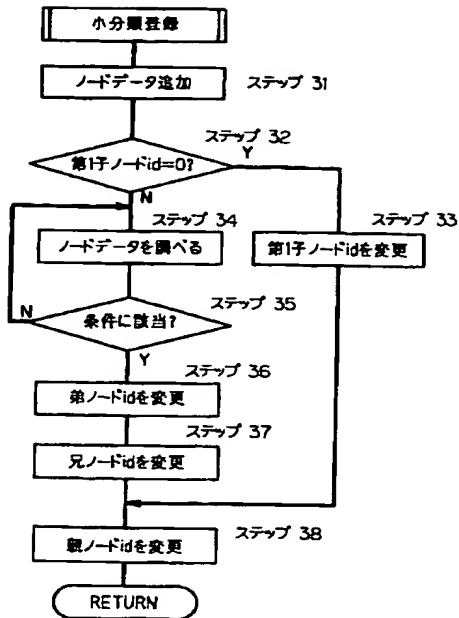 小分類登録
ノードデータ追加 ステップ 31
ステップ 32
第1子ノードid=0? Y
N
ステップ 34 ステップ 33
ノードデータを調べる 第1子ノードidを変更
ステップ 35
N 条件に該当?
Y
ステップ 36
弟ノードidを変更
ステップ 37
兄ノードidを変更
ステップ 38
親ノードidを変更
RETURN